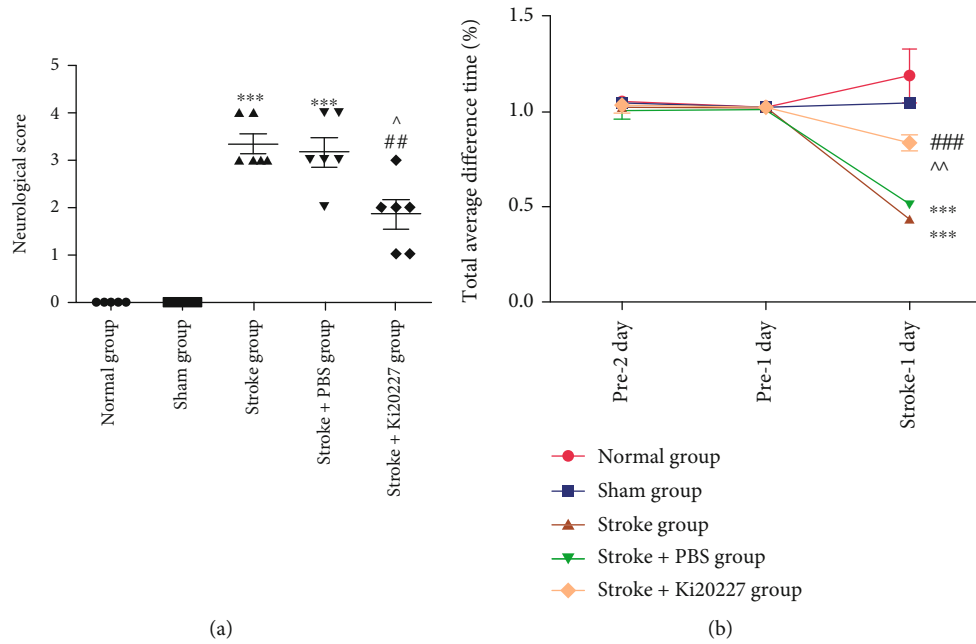 Neurological score
5
4
3
2
1
0
***
***
^
##
Normal group
Sham group
Stroke group
Stroke + PBS group
Stroke + Ki20227 group
(a)
Total average difference time (%)
1.5
1.0
0.5
0.0
###
^^
***
***
Pre-2 day
Pre-1 day
Stroke-1 day
Normal group
Sham group
Stroke group
Stroke + PBS group
Stroke + Ki20227 group
(b)